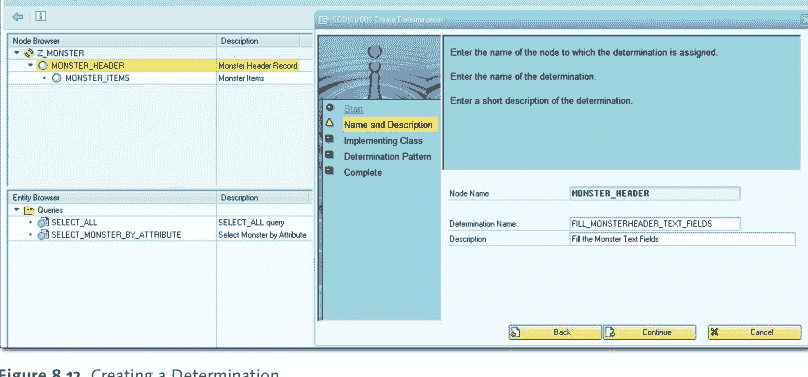 Create Determination
Node Browser
Description
Z_MONSTER
MONSTER_HEADER
Monster Header Record
MONSTER_ITEMS
Monster Items
Entity Browser
Description
Queries
SELECT_ALL
SELECT_ALL query
SELECT_MONSTER_BY_ATTRIBUTE
Select Monster by Attribute
Start
Name and Description
Implementing Class
Determination Pattern
Complete
Enter the name of the node to which the determination is assigned.
Enter the name of the determination.
Enter a short description of the determination.
Node Name
MONSTER_HEADER
Determination Name
FILL_MONSTERHEADER_TEXT_FIELDS
Description
Fill the Monster Text Fields
Back
Continue
Cancel
Creating a Determination